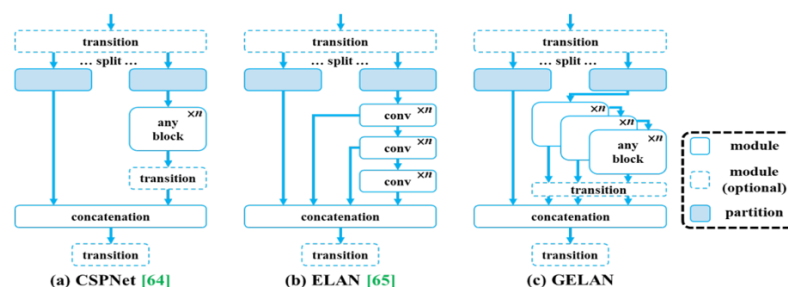 transition
... split ...
any
block
×n
transition
concatenation
transition
(a) CSPNet [64]
transition
... split ...
conv ×n
conv ×n
conv ×n
concatenation
transition
(b) ELAN [65]
transition
... split ...
×n
×n
any
block
×n
transition
concatenation
transition
(c) GELAN
module
module
(optional)
partition